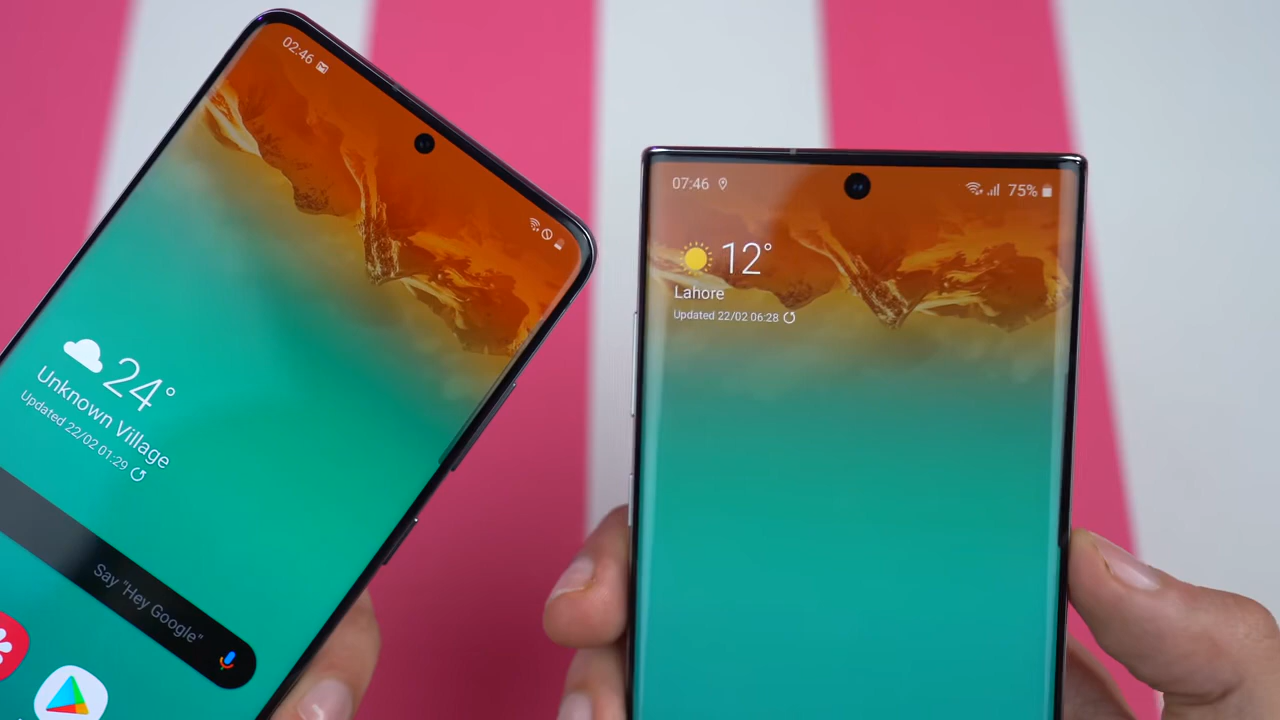 02:46
24°
Unknown Village
Updated 22/02 01:29
Say "Hey Google"
07:46
75%
12°
Lahore
Updated 22/02 06:28